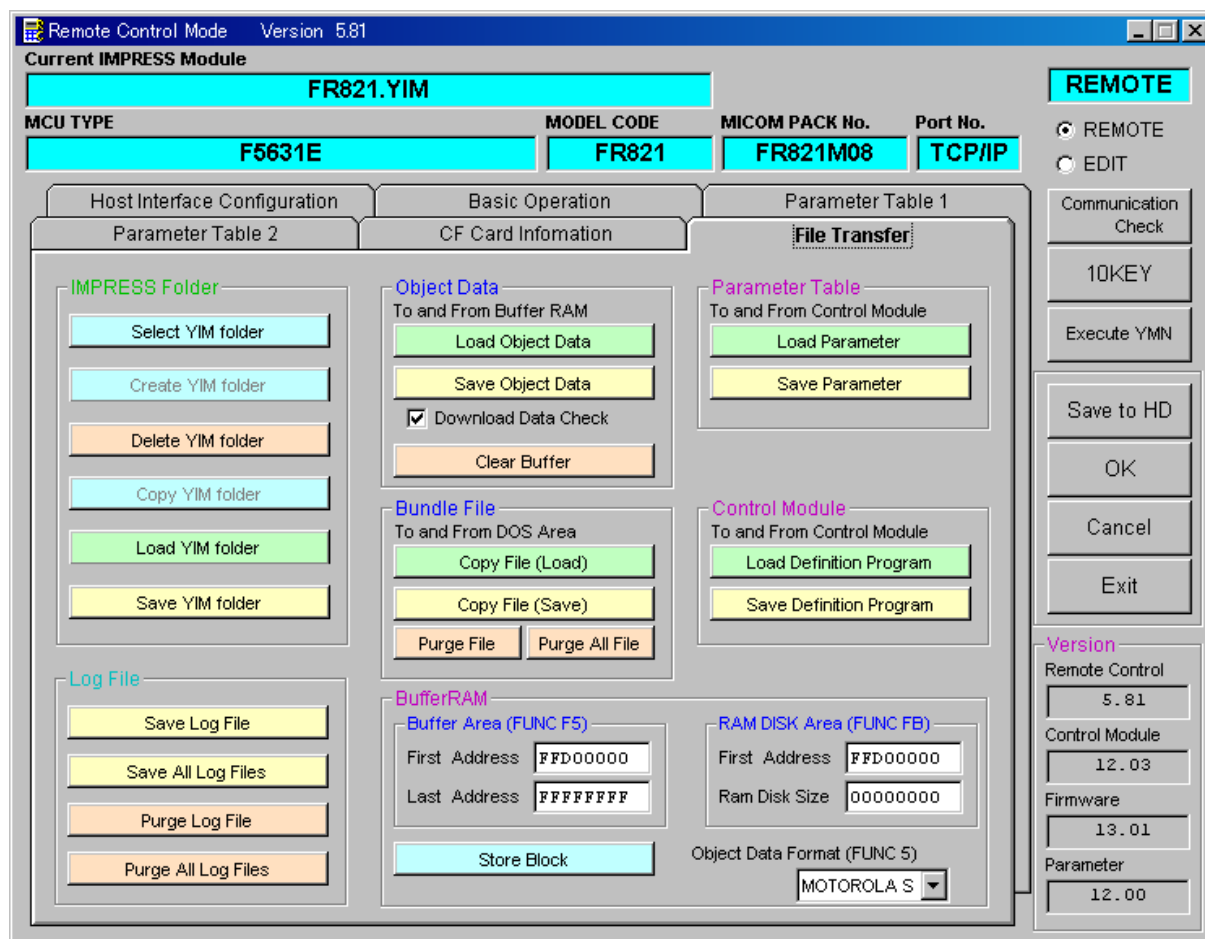 Remote Control Mode Version 5.81
Current IMPRESS Module
FR821.YIM
MCU TYPE
MODEL CODE
MICOM PACK No.
Port No.
F5631E
FR821
FR821M08
TCP/IP
REMOTE
REMOTE
EDIT
Host Interface Configuration
Basic Operation
Parameter Table 1
Parameter Table 2
CF Card Infomation
File Transfer
IMPRESS Folder
Select YIM folder
Create YIM folder
Delete YIM folder
Copy YIM folder
Load YIM folder
Save YIM folder
Log File
Save Log File
Save All Log Files
Purge Log File
Purge All Log Files
Object Data
To and From Buffer RAM
Load Object Data
Save Object Data
Download Data Check
Clear Buffer
Bundle File
To and From DOS Area
Copy File (Load)
Copy File (Save)
Purge File
Purge All File
Parameter Table
To and From Control Module
Load Parameter
Save Parameter
Control Module
To and From Control Module
Load Definition Program
Save Definition Program
BufferRAM
Buffer Area (FUNC F5)
First Address FFD00000
Last Address FFFFFFFF
RAM DISK Area (FUNC FB)
First Address FFD00000
Ram Disk Size 00000000
Store Block
Object Data Format (FUNC 5)
MOTOROLA S
Communication
Check
10KEY
Execute YMN
Save to HD
OK
Cancel
Exit
Version
Remote Control
5.81
Control Module
12.03
Firmware
13.01
Parameter
12.00